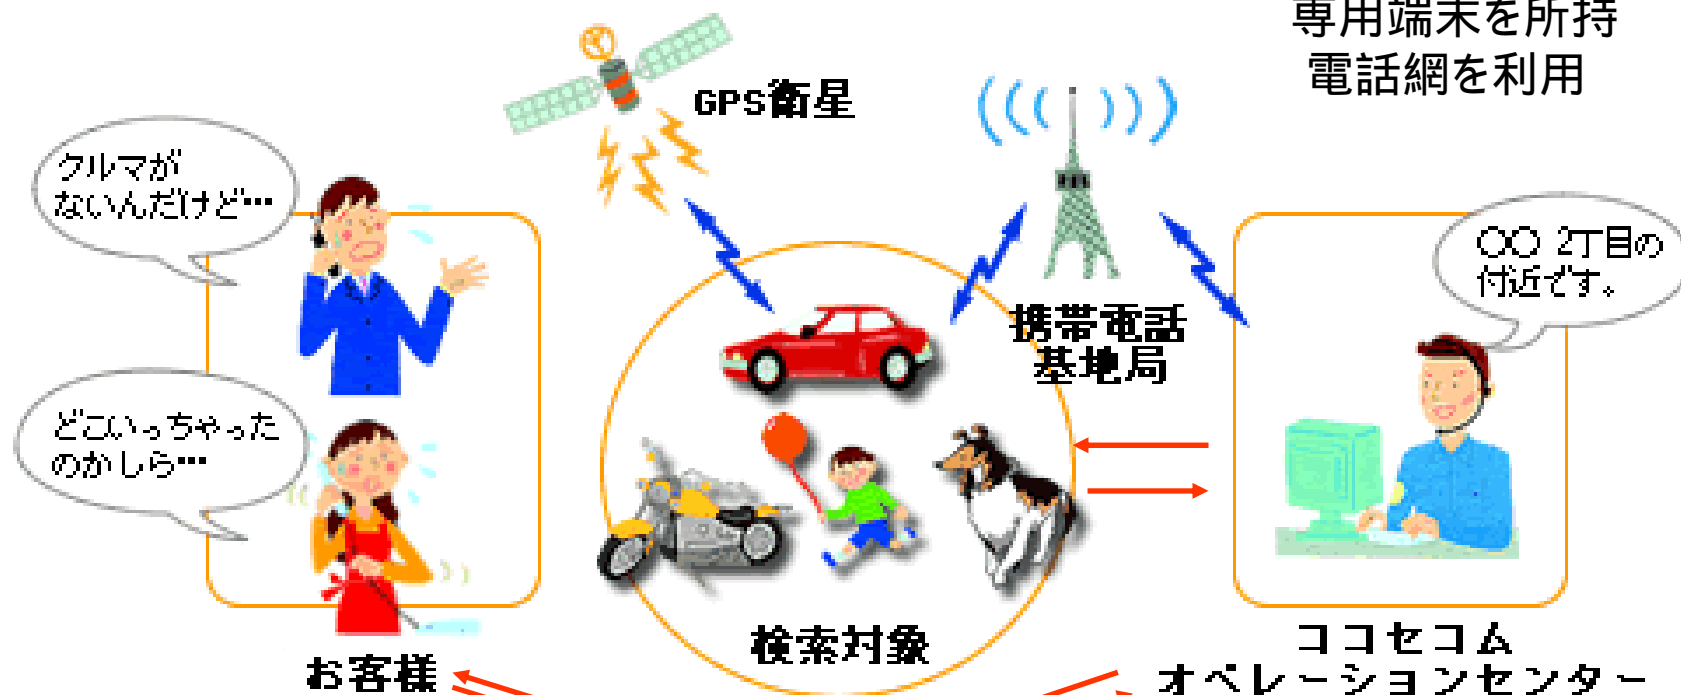 専用端末を所持
電話網を利用
GPS衛星
クルマが
ないんだけど…
〇〇 2丁目の
付近です。
携帯電話
基地局
どこいっちゃった
のかしら…
検索対象
お客様
ココセコム
オペレーションセンター